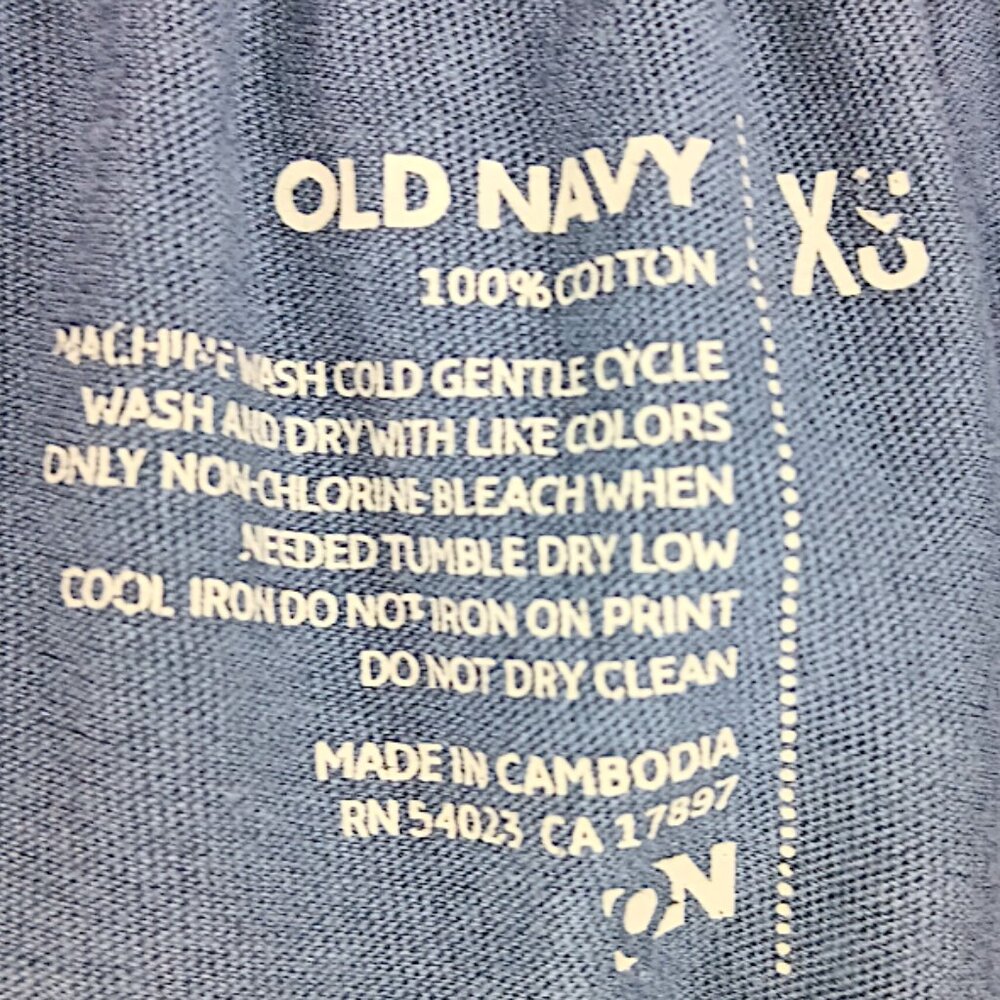 OLD NAVY
XS
100% COTTON
MACHINE WASH COLD GENTLE CYCLE
WASH AND DRY WITH LIKE COLORS
ONLY NON-CHLORINE BLEACH WHEN
NEEDED TUMBLE DRY LOW
COOL IRON DO NOT IRON ON PRINT
DO NOT DRY CLEAN
MADE IN CAMBODIA
RN 54023 CA 17897
ON